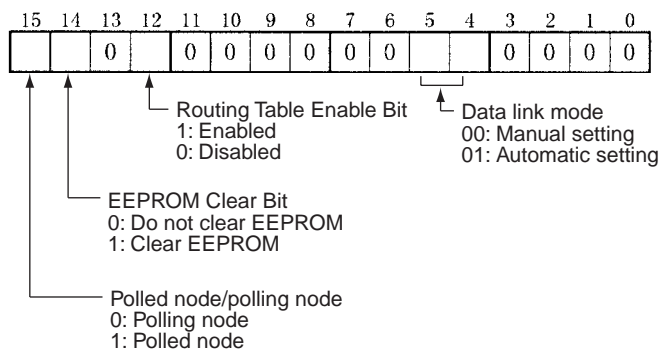 15 14 13 12 11 10 9 8 7 6 5 4 3 2 1 0
0 0 0 0 0 0 0 0 0 0 0
Routing Table Enable Bit
1: Enabled
0: Disabled
Data link mode
00: Manual setting
01: Automatic setting
EEPROM Clear Bit
0: Do not clear EEPROM
1: Clear EEPROM
Polled node/polling node
0: Polling node
1: Polled node